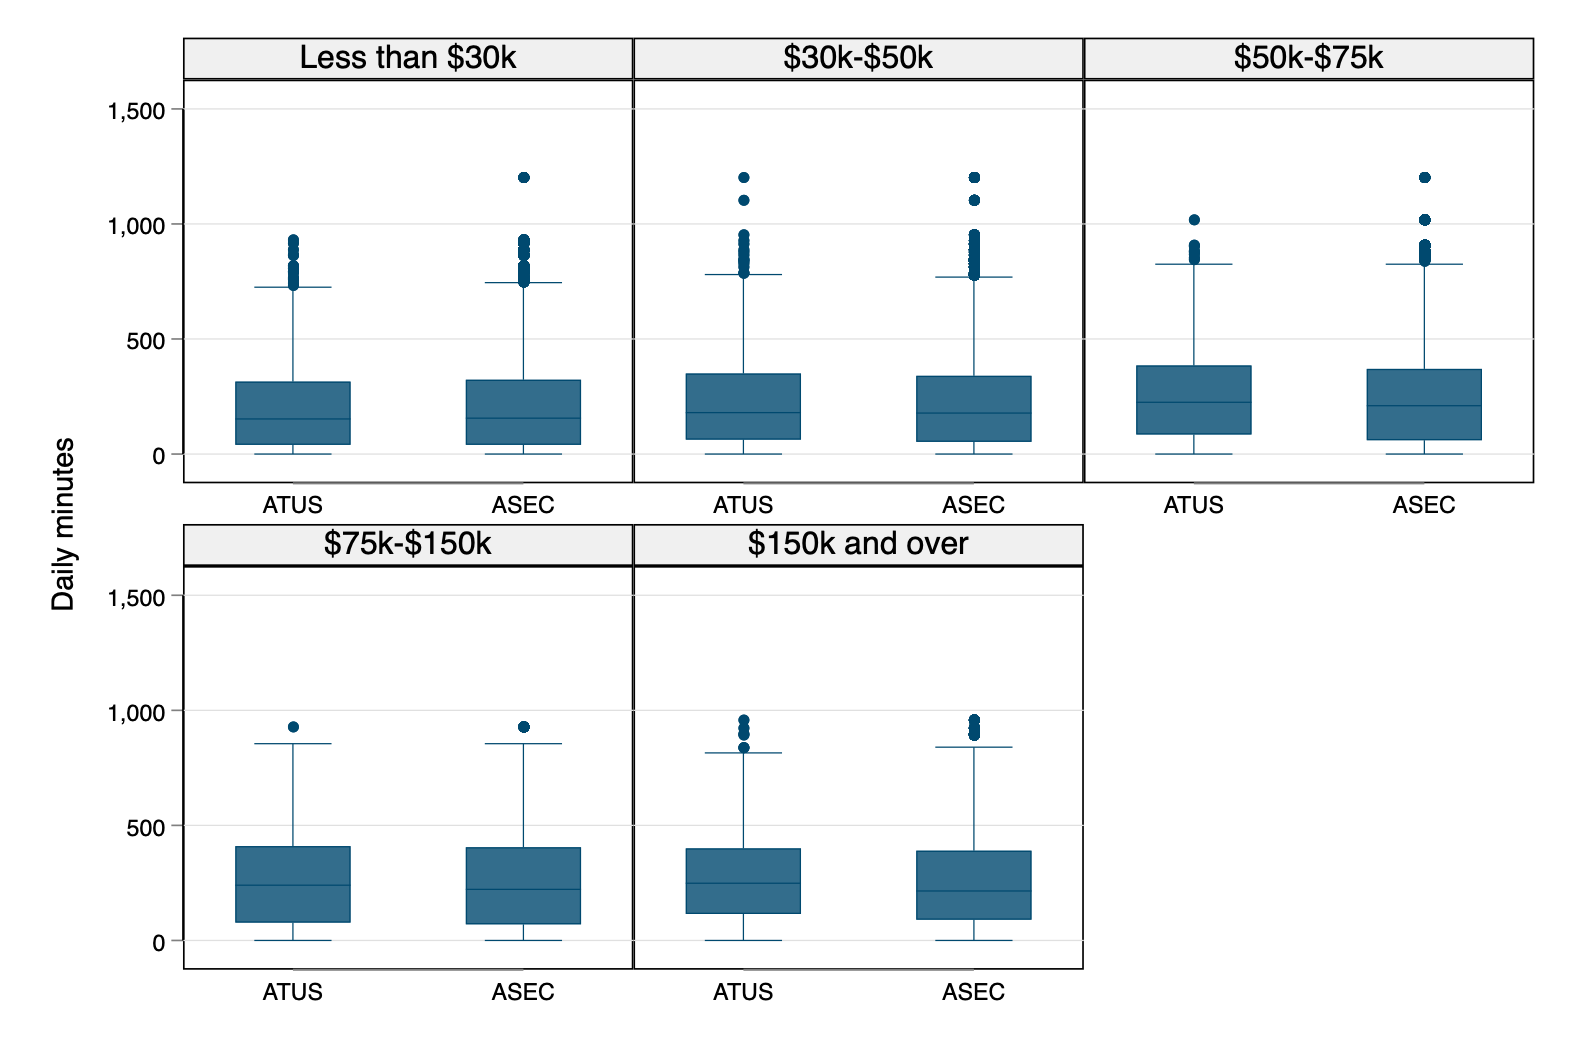 Less than $30k
$30k-$50k
$50k-$75k
1,500
1,000
500
0
ATUS
ASEC
ATUS
ASEC
ATUS
ASEC
Daily minutes
$75k-$150k
$150k and over
1,500
1,000
500
0
ATUS
ASEC
ATUS
ASEC